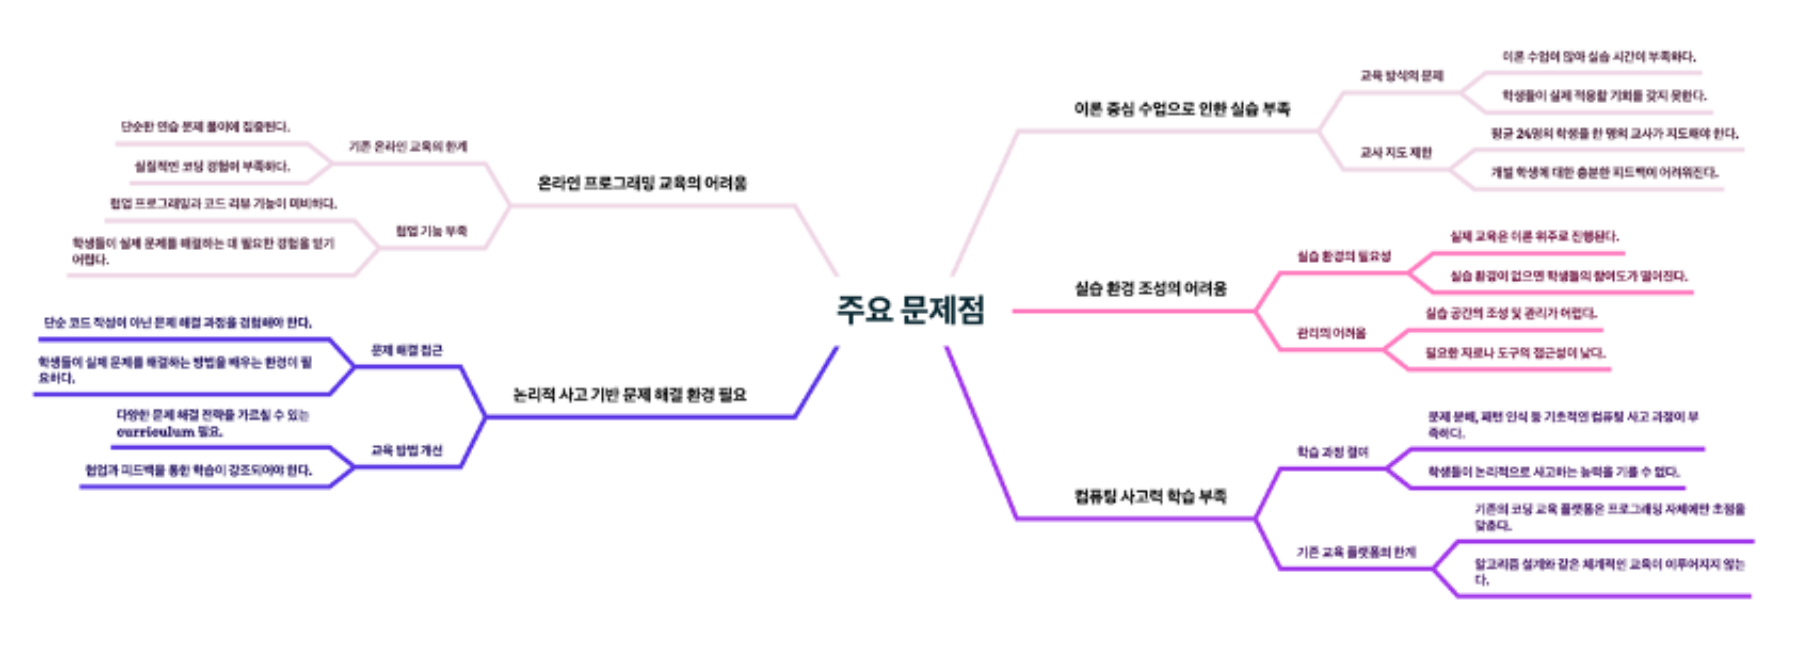 주요 문제점
이론 중심 수업으로 인한 실습 부족
교육 방식의 문제
이론 수업이 많아 실습 시간이 부족하다.
학생들이 실제 적용할 기회를 갖지 못한다.
교사 지도 제한
평균 24명의 학생을 한 명의 교사가 지도해야 한다.
개별 학생에 대한 충분한 피드백이 어려워진다.
실습 환경 조성의 어려움
실습 환경의 필요성
실제 교육은 이론 위주로 진행된다.
실습 환경이 없으면 학생들의 참여도가 떨어진다.
관리의 어려움
실습 공간의 조성 및 관리가 어렵다.
필요한 자료나 도구의 접근성이 낮다.
컴퓨팅 사고력 학습 부족
학습 과정 결여
문제 분해, 패턴 인식 등 기초적인 컴퓨팅 사고 과정이 부
족하다.
학생들이 논리적으로 사고하는 능력을 기를 수 없다.
기존 교육 플랫폼의 한계
기존의 코딩 교육 플랫폼은 프로그래밍 자체에만 초점을
맞춘다.
알고리즘 설계와 같은 체계적인 교육이 이루어지지 않는
다.
온라인 프로그래밍 교육의 어려움
기존 온라인 교육의 한계
단순한 연습 문제 풀이에 집중된다.
실질적인 코딩 경험이 부족하다.
협업 기능 부족
협업 프로그래밍과 코드 리뷰 기능이 미비하다.
학생들이 실제 문제를 해결하는 데 필요한 경험을 얻기
어렵다.
논리적 사고 기반 문제 해결 환경 필요
문제 해결 접근
단순 코드 작성이 아닌 문제 해결 과정을 경험해야 한다.
학생들이 실제 문제를 해결하는 방법을 배우는 환경이 필
요하다.
교육 방법 개선
다양한 문제 해결 전략을 가르칠 수 있는
curriculum 필요.
협업과 피드백을 통한 학습이 강조되어야 한다.